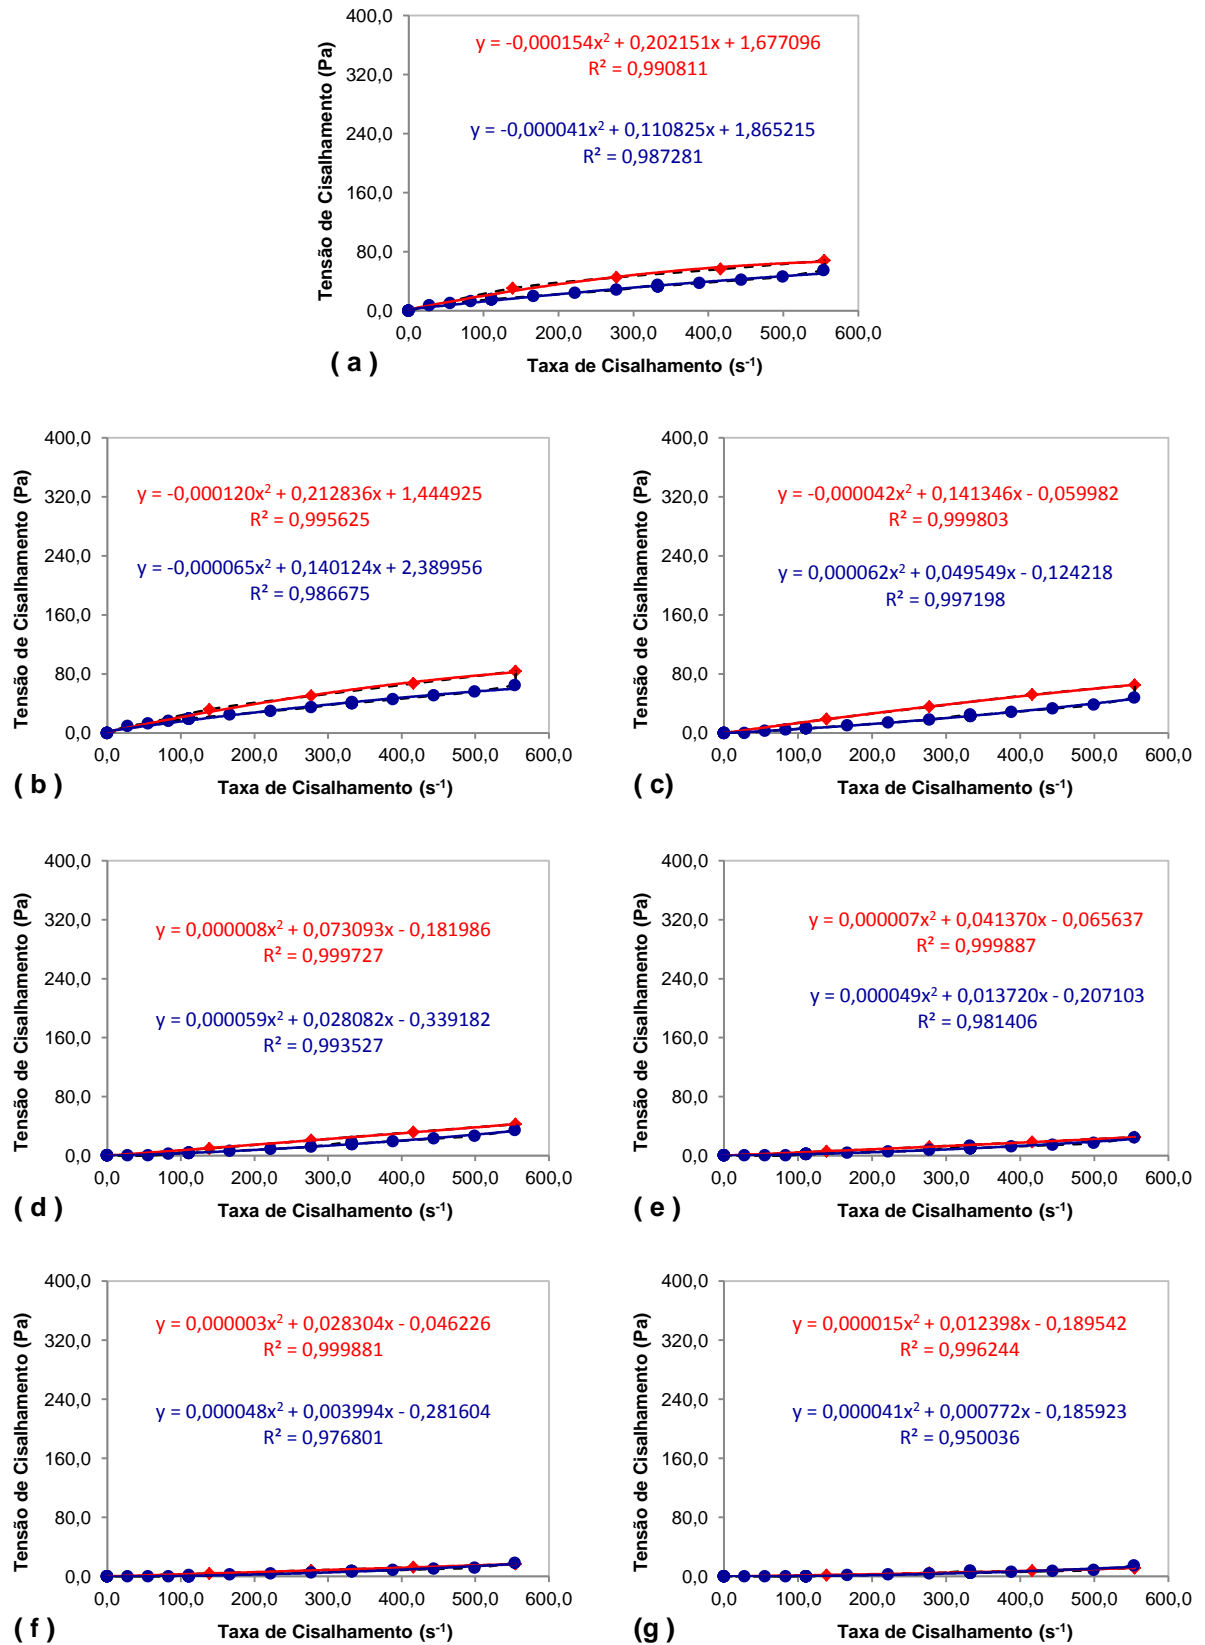 400,0
320,0
240,0
160,0
80,0
0,0
Tensão de Cisalhamento (Pa)
y = -0,000154x² + 0,202151x + 1,677096
R² = 0,990811
y = -0,000041x² + 0,110825x + 1,865215
R² = 0,987281
0,0 100,0 200,0 300,0 400,0 500,0 600,0
( a ) Taxa de Cisalhamento (s⁻¹)
400,0
320,0
240,0
160,0
80,0
0,0
Tensão de Cisalhamento (Pa)
y = -0,000120x² + 0,212836x + 1,444925
R² = 0,995625
y = -0,000065x² + 0,140124x + 2,389956
R² = 0,986675
0,0 100,0 200,0 300,0 400,0 500,0 600,0
( b ) Taxa de Cisalhamento (s⁻¹)
400,0
320,0
240,0
160,0
80,0
0,0
Tensão de Cisalhamento (Pa)
y = -0,000042x² + 0,141346x - 0,059982
R² = 0,999803
y = 0,000062x² + 0,049549x - 0,124218
R² = 0,997198
0,0 100,0 200,0 300,0 400,0 500,0 600,0
( c) Taxa de Cisalhamento (s⁻¹)
400,0
320,0
240,0
160,0
80,0
0,0
Tensão de Cisalhamento (Pa)
y = 0,000008x² + 0,073093x - 0,181986
R² = 0,999727
y = 0,000059x² + 0,028082x - 0,339182
R² = 0,993527
0,0 100,0 200,0 300,0 400,0 500,0 600,0
( d ) Taxa de Cisalhamento (s⁻¹)
400,0
320,0
240,0
160,0
80,0
0,0
Tensão de Cisalhamento (Pa)
y = 0,000007x² + 0,041370x - 0,065637
R² = 0,999887
y = 0,000049x² + 0,013720x - 0,207103
R² = 0,981406
0,0 100,0 200,0 300,0 400,0 500,0 600,0
( e ) Taxa de Cisalhamento (s⁻¹)
400,0
320,0
240,0
160,0
80,0
0,0
Tensão de Cisalhamento (Pa)
y = 0,000003x² + 0,028304x - 0,046226
R² = 0,999881
y = 0,000048x² + 0,003994x - 0,281604
R² = 0,976801
0,0 100,0 200,0 300,0 400,0 500,0 600,0
( f ) Taxa de Cisalhamento (s⁻¹)
400,0
320,0
240,0
160,0
80,0
0,0
Tensão de Cisalhamento (Pa)
y = 0,000015x² + 0,012398x - 0,189542
R² = 0,996244
y = 0,000041x² + 0,000772x - 0,185923
R² = 0,950036
0,0 100,0 200,0 300,0 400,0 500,0 600,0
(g ) Taxa de Cisalhamento (s⁻¹)